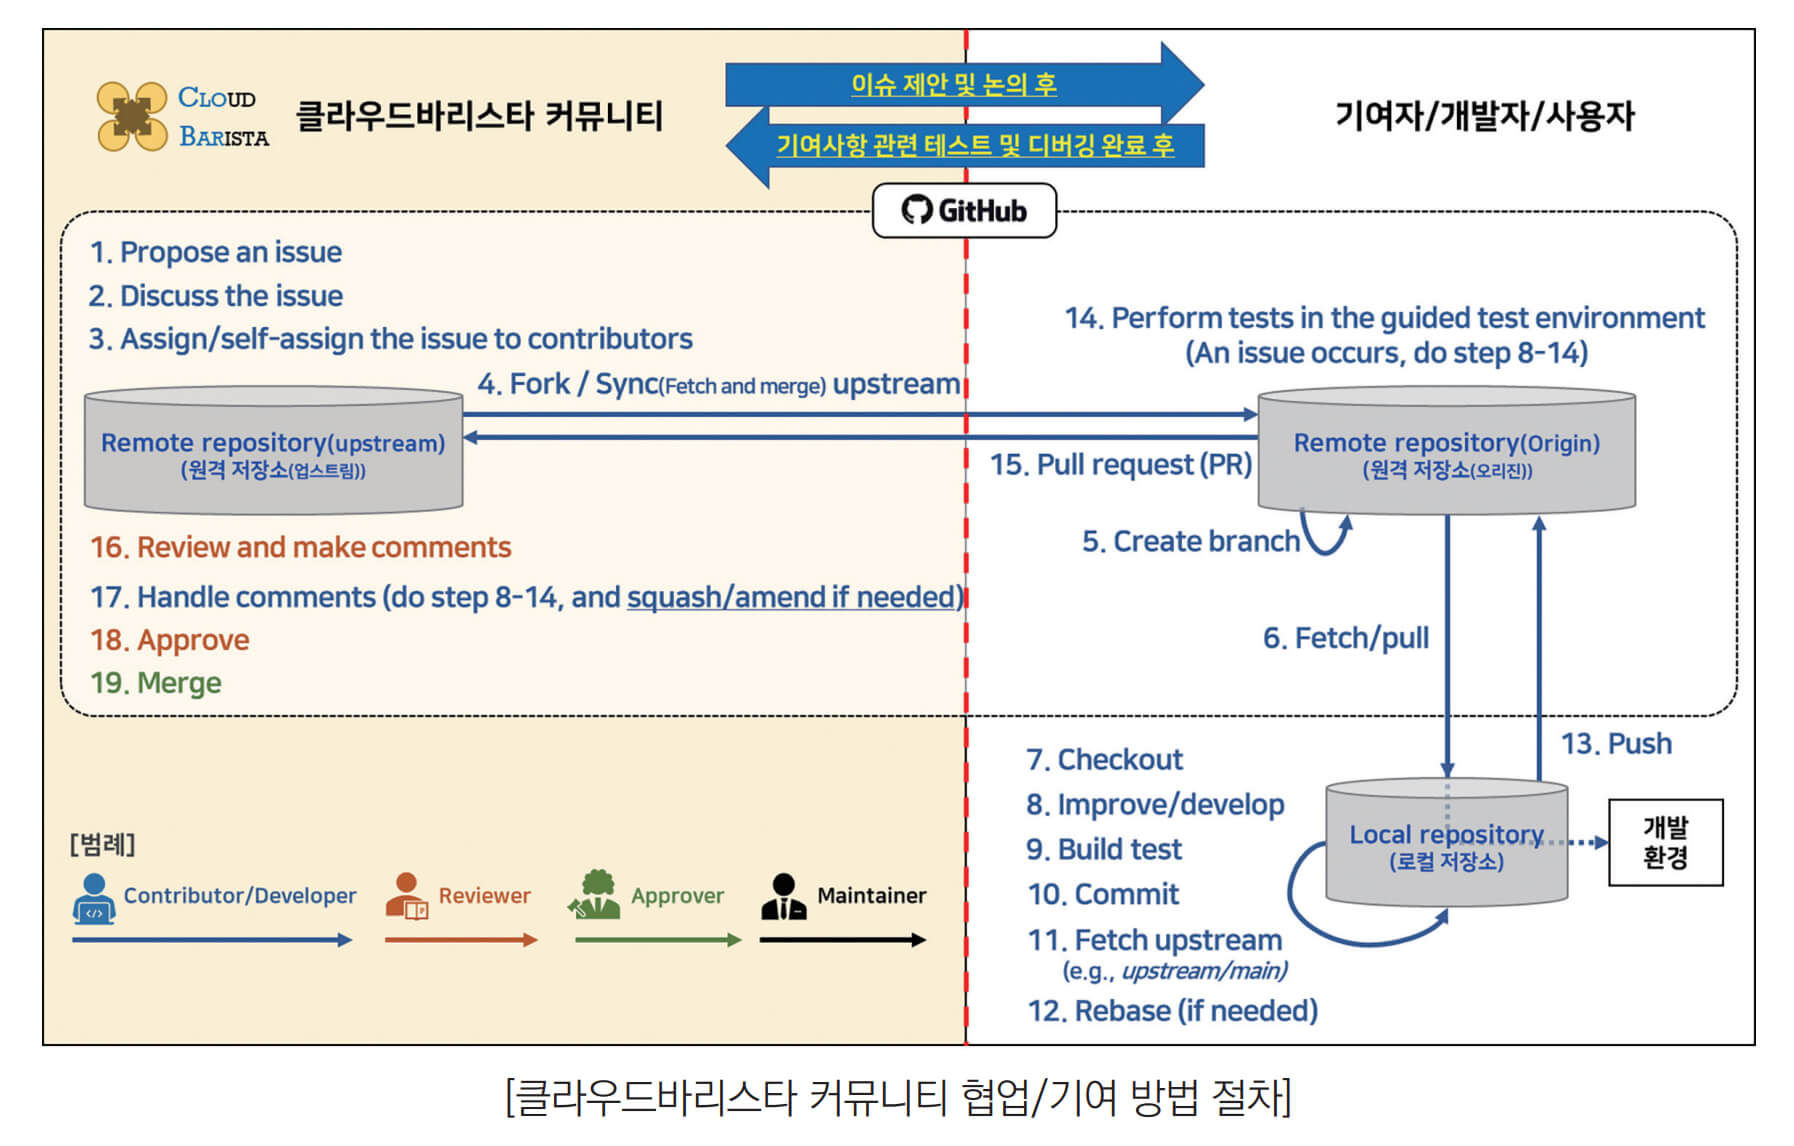 CLOUD
BARISTA
클라우드바리스타 커뮤니티
이슈 제안 및 논의 후
기여사항 관련 테스트 및 디버깅 완료 후
기여자/개발자/사용자
GitHub
1. Propose an issue
2. Discuss the issue
3. Assign/self-assign the issue to contributors
4. Fork / Sync(Fetch and merge) upstream
Remote repository(upstream)
(원격 저장소(업스트림))
14. Perform tests in the guided test environment
(An issue occurs, do step 8-14)
Remote repository(Origin)
(원격 저장소(오리진))
15. Pull request (PR)
5. Create branch
16. Review and make comments
17. Handle comments (do step 8-14, and squash/amend if needed)
18. Approve
19. Merge
6. Fetch/pull
13. Push
7. Checkout
8. Improve/develop
9. Build test
10. Commit
11. Fetch upstream
(e.g., upstream/main)
12. Rebase (if needed)
Local repository
(로컬 저장소)
개발
환경
[범례]
Contributor/Developer
Reviewer
Approver
Maintainer
[클라우드바리스타 커뮤니티 협업/기여 방법 절차]